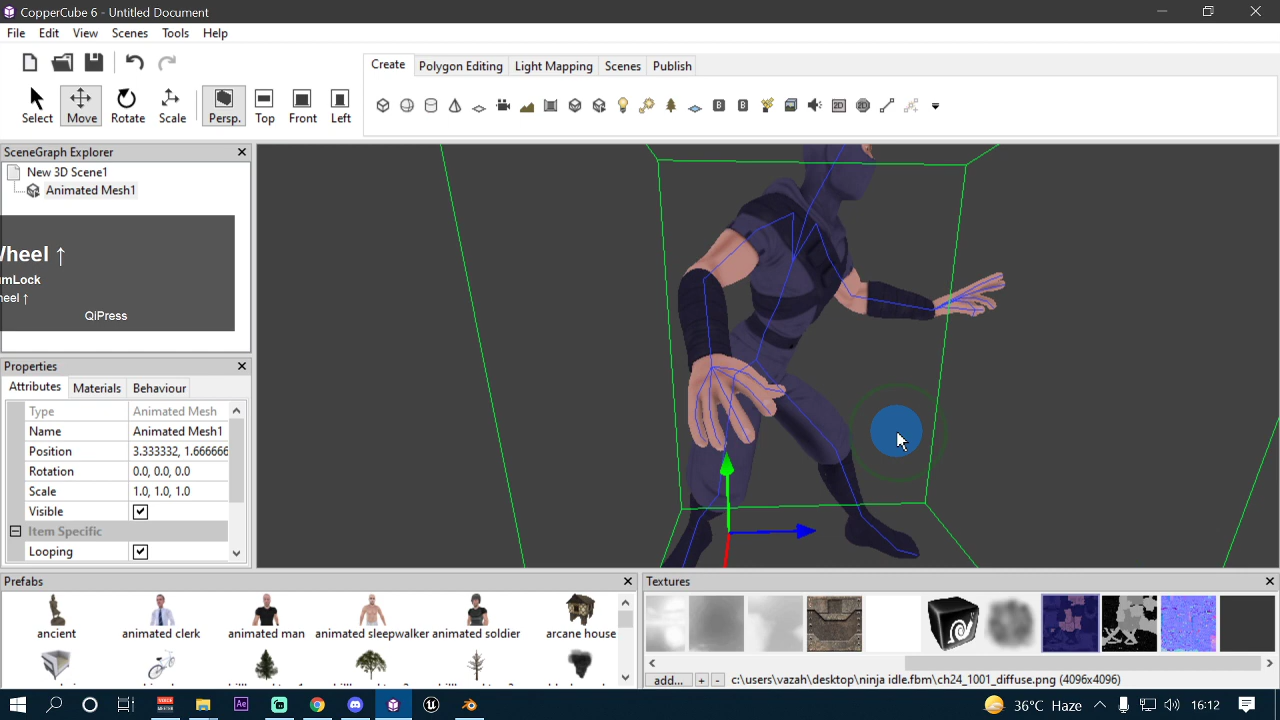 CopperCube 6 - Untitled Document
File Edit View Scenes Tools Help
Create Polygon Editing Light Mapping Scenes Publish
Select Move Rotate Scale Persp. Top Front Left
SceneGraph Explorer
New 3D Scene1
Animated Mesh1
Wheel ↑
umLock
heel ↑
QiPress
Properties
Attributes Materials Behaviour
Type Animated Mesh
Name Animated Mesh1
Position 3.333332, 1.666666
Rotation 0.0, 0.0, 0.0
Scale 1.0, 1.0, 1.0
Visible
Item Specific
Looping
Prefabs
ancient animated clerk animated man animated sleepwalker animated soldier arcane house
Textures
add... + - c:\users\vazah\desktop\ninja idle.fbm\ch24_1001_diffuse.png (4096x4096)
36°C Haze 16:12